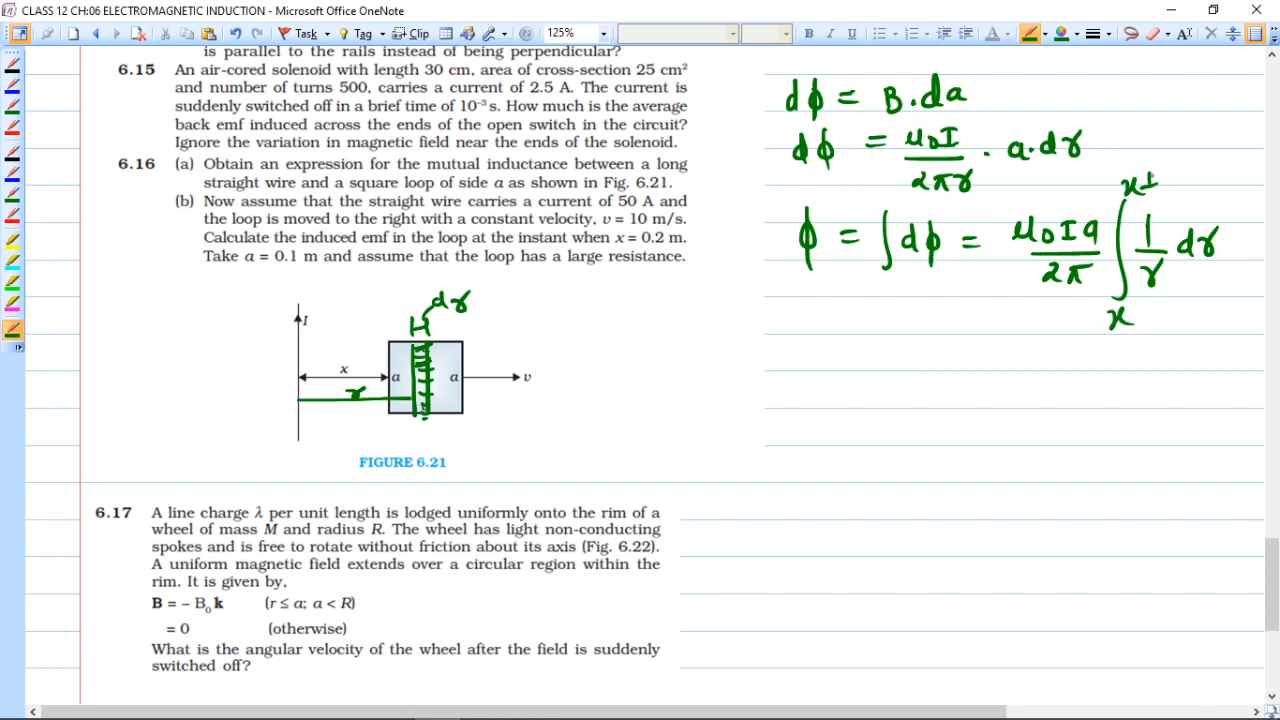 CLASS 12 CH:06 ELECTROMAGNETIC INDUCTION - Microsoft Office OneNote
Task Tag Clip 125% B I U A
is parallel to the rails instead of being perpendicular?
6.15 An air-cored solenoid with length 30 cm, area of cross-section 25 cm²
and number of turns 500, carries a current of 2.5 A. The current is
suddenly switched off in a brief time of 10⁻³ s. How much is the average
back emf induced across the ends of the open switch in the circuit?
Ignore the variation in magnetic field near the ends of the solenoid.
6.16 (a) Obtain an expression for the mutual inductance between a long
straight wire and a square loop of side a as shown in Fig. 6.21.
(b) Now assume that the straight wire carries a current of 50 A and
the loop is moved to the right with a constant velocity, v = 10 m/s.
Calculate the induced emf in the loop at the instant when x = 0.2 m.
Take a = 0.1 m and assume that the loop has a large resistance.
dr
I
x
a a v
r
FIGURE 6.21
6.17 A line charge λ per unit length is lodged uniformly onto the rim of a
wheel of mass M and radius R. The wheel has light non-conducting
spokes and is free to rotate without friction about its axis (Fig. 6.22).
A uniform magnetic field extends over a circular region within the
rim. It is given by,
B = – B₀ k (r ≤ a; a < R)
= 0 (otherwise)
What is the angular velocity of the wheel after the field is suddenly
switched off?
dϕ = B.da
dϕ = μ₀I/2πr . a.dr
ϕ = ∫dϕ = μ₀Ia/2π ∫ₓˣ⁺ 1/r dr